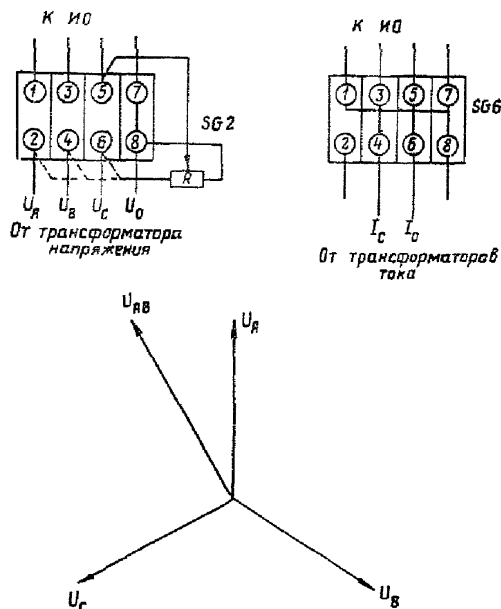 К ИО
1 3 5 7
SG2
2 4 6 8
R
U_A U_B U_C U_0
От трансформатора
напряжения
К ИО
1 3 5 7
SG6
2 4 6 8
I_C I_0
От трансформаторов
тока
U_AB
U_A
U_C
U_B